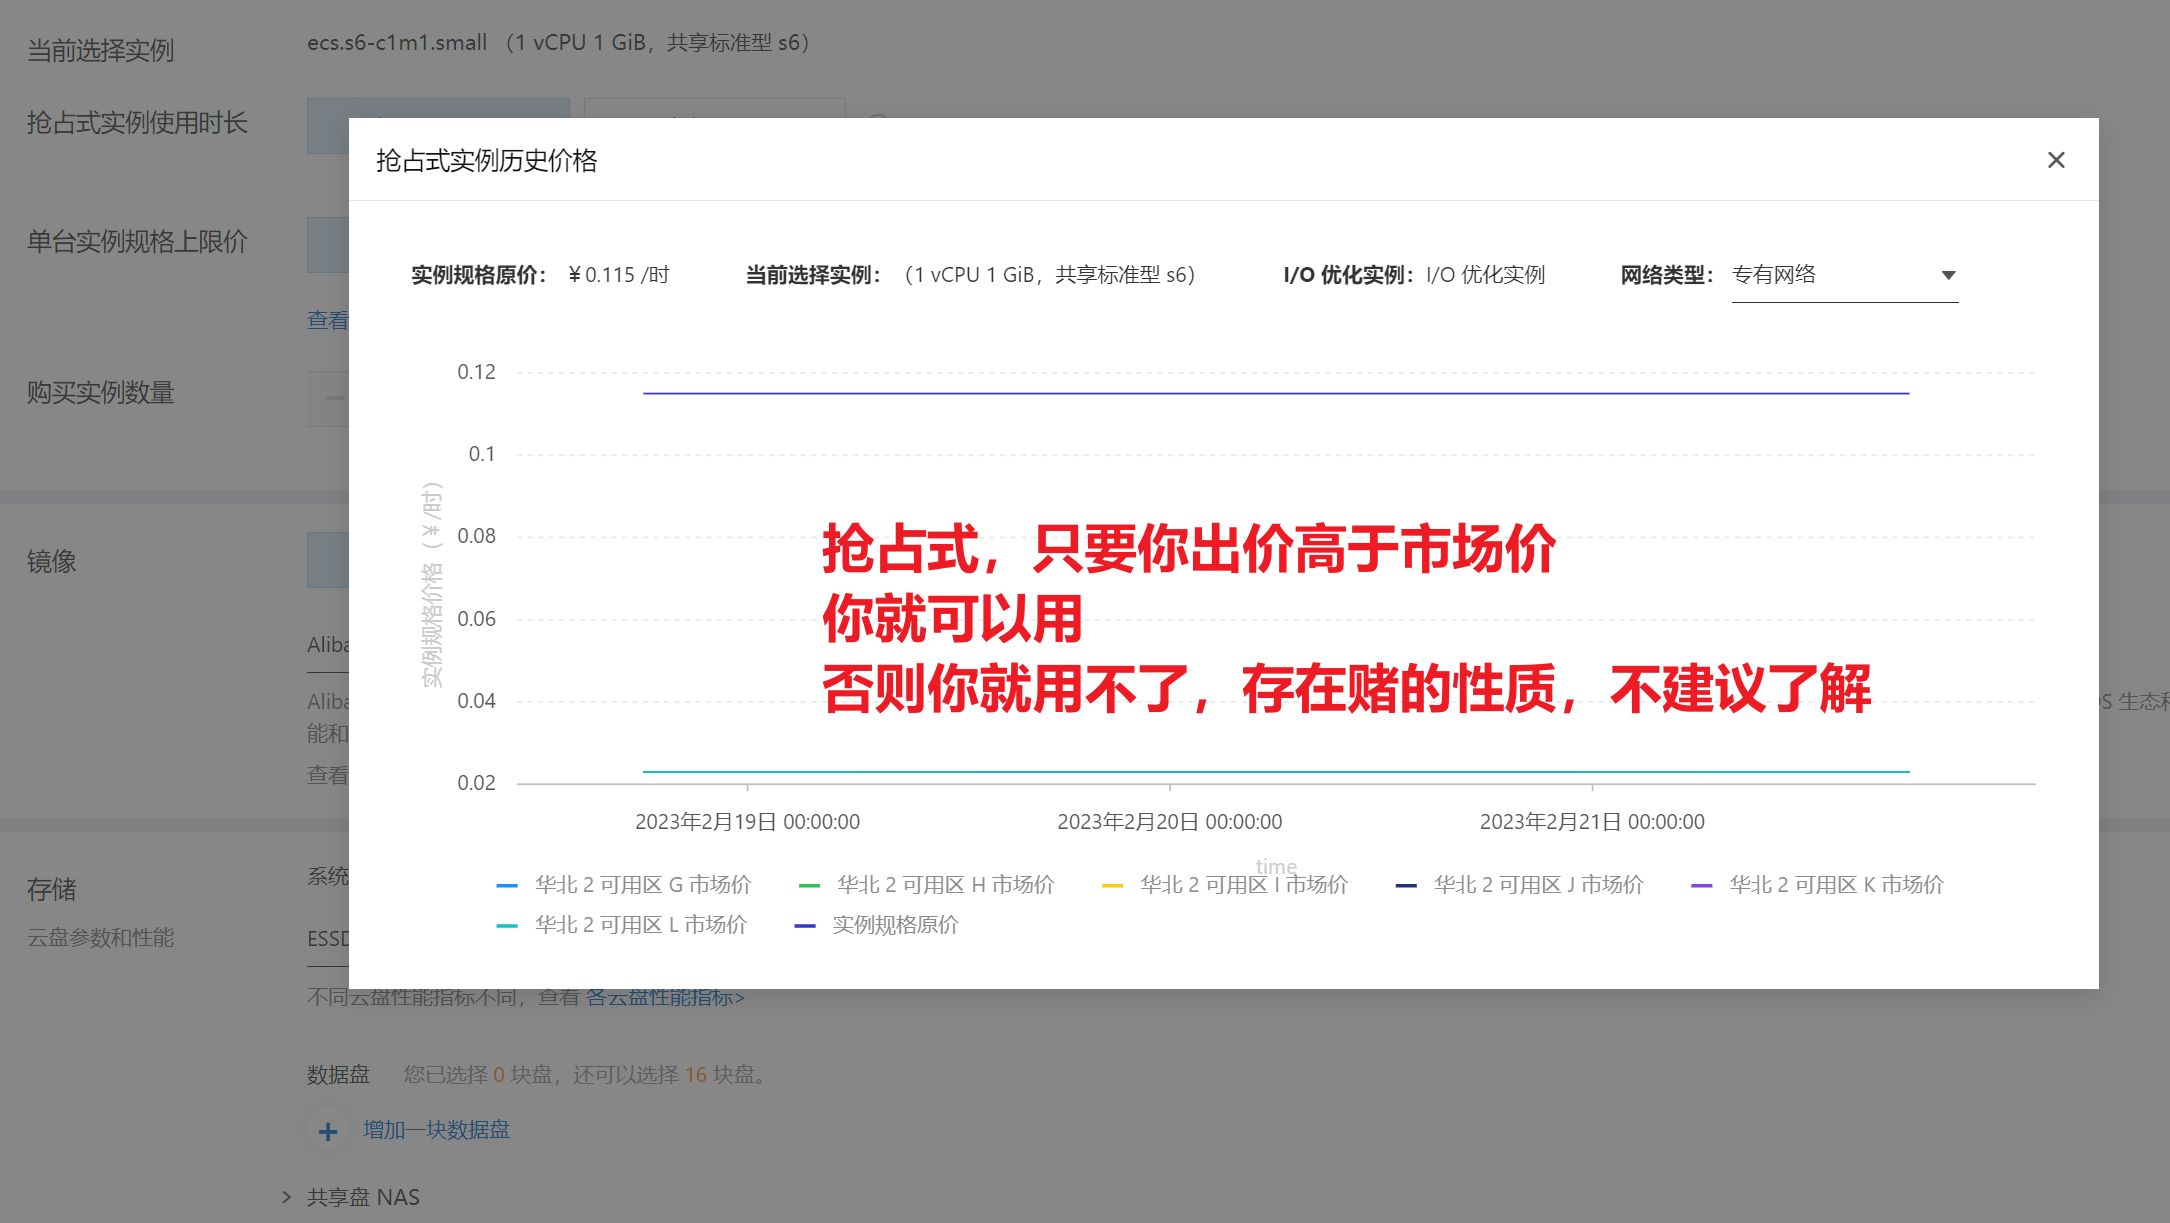 当前选择实例
ecs.s6-c1m1.small （1 vCPU 1 GiB，共享标准型 s6）
抢占式实例使用时长
抢占式实例历史价格
单台实例规格上限价
实例规格原价： ¥ 0.115 /时 当前选择实例： （1 vCPU 1 GiB，共享标准型 s6） I/O 优化实例： I/O 优化实例 网络类型： 专有网络
查看
购买实例数量
实例规格价格（¥ /时）
0.12
0.1
0.08
0.06
0.04
0.02
抢占式，只要你出价高于市场价
你就可以用
否则你就用不了，存在赌的性质，不建议了解
2023年2月19日 00:00:00 2023年2月20日 00:00:00 2023年2月21日 00:00:00
time
华北 2 可用区 G 市场价 华北 2 可用区 H 市场价 华北 2 可用区 I 市场价 华北 2 可用区 J 市场价 华北 2 可用区 K 市场价
华北 2 可用区 L 市场价 实例规格原价
镜像
Aliba
Aliba
能和
查看
S 生态和
存储
系统
云盘参数和性能
ESSD
不同云盘性能指标不同，查看 各云盘性能指标>
数据盘 您已选择 0 块盘，还可以选择 16 块盘。
+ 增加一块数据盘
共享盘 NAS